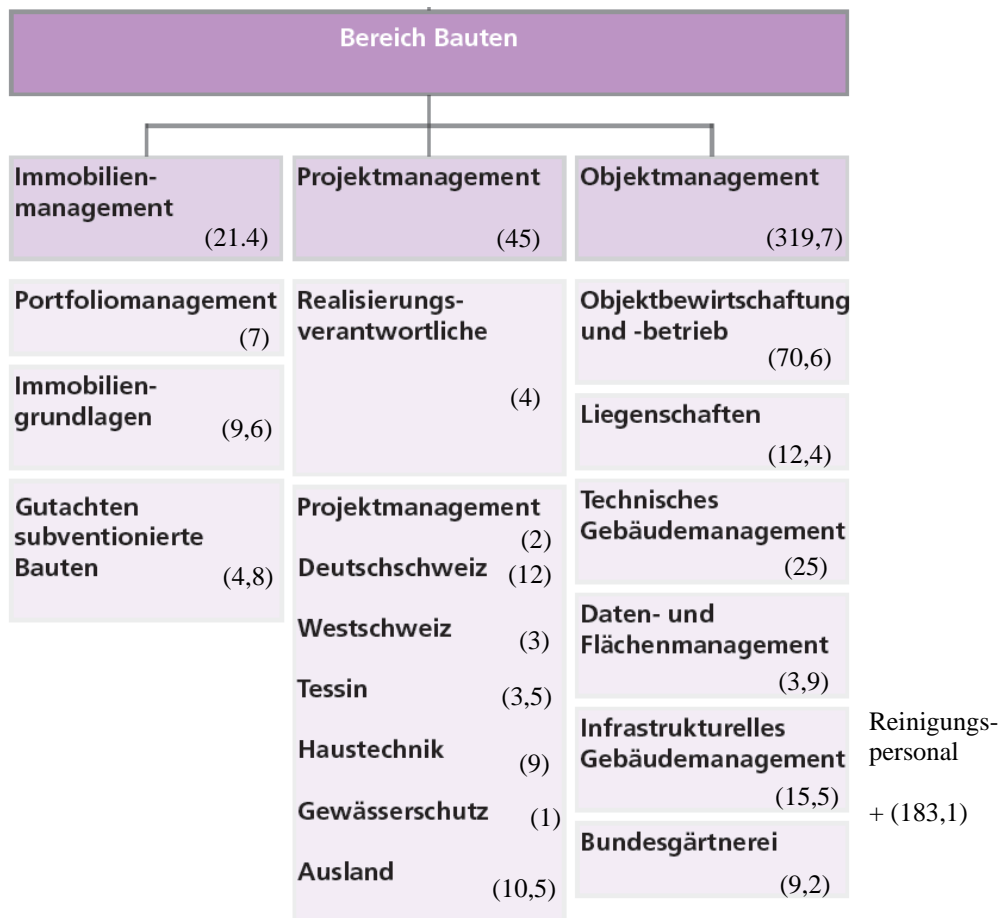 Bereich Bauten
Immobilien-
management
(21.4)
Portfoliomanagement
(7)
Immobilien-
grundlagen
(9,6)
Gutachten
subventionierte
Bauten
(4,8)
Projektmanagement
(45)
Realisierungs-
verantwortliche
(4)
Projektmanagement
(2)
Deutschschweiz (12)
Westschweiz (3)
Tessin (3,5)
Haustechnik (9)
Gewässerschutz (1)
Ausland (10,5)
Objektmanagement
(319,7)
Objektbewirtschaftung
und -betrieb
(70,6)
Liegenschaften
(12,4)
Technisches
Gebäudemanagement
(25)
Daten- und
Flächenmanagement
(3,9)
Infrastrukturelles
Gebäudemanagement
(15,5)
Reinigungs-
personal
+ (183,1)
Bundesgärtnerei
(9,2)